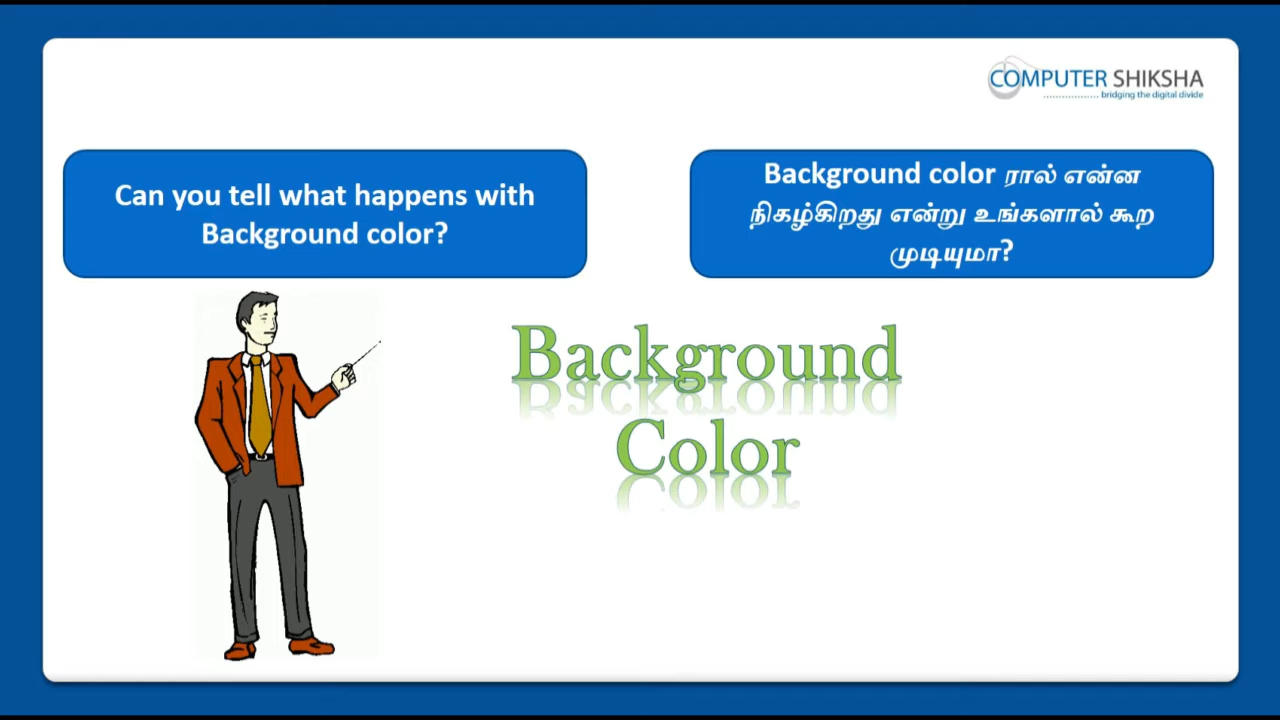 COMPUTER SHIKSHA
bridging the digital divide
Can you tell what happens with
Background color?
Background color ரால் என்ன
நிகழ்கிறது என்று உங்களால் கூற
முடியுமா?
Background
Color